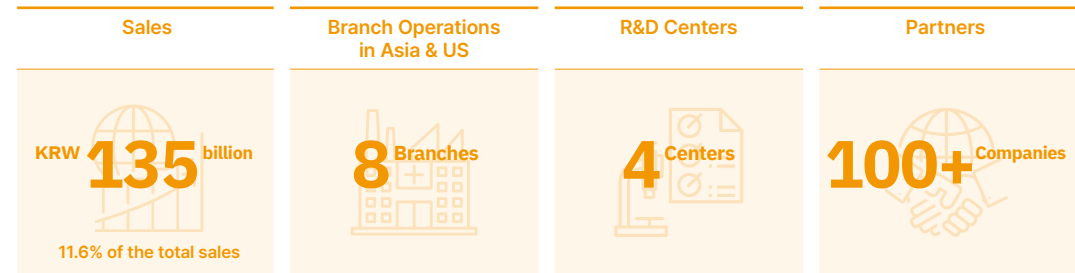 Sales
KRW 135 billion
11.6% of the total sales
Branch Operations
in Asia & US
8 Branches
R&D Centers
4 Centers
Partners
100+ Companies